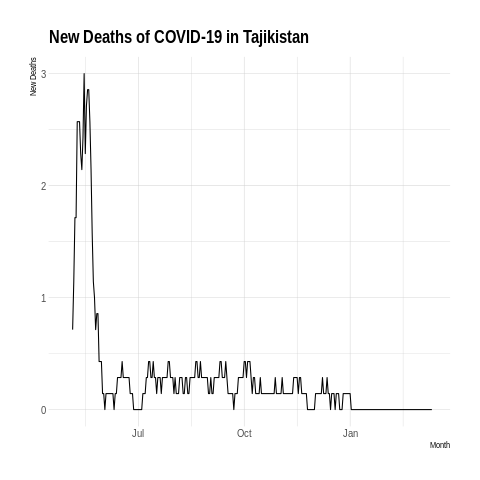 New Deaths of COVID-19 in Tajikistan
New Deaths
3
2
1
0
Jul
Oct
Jan
Month